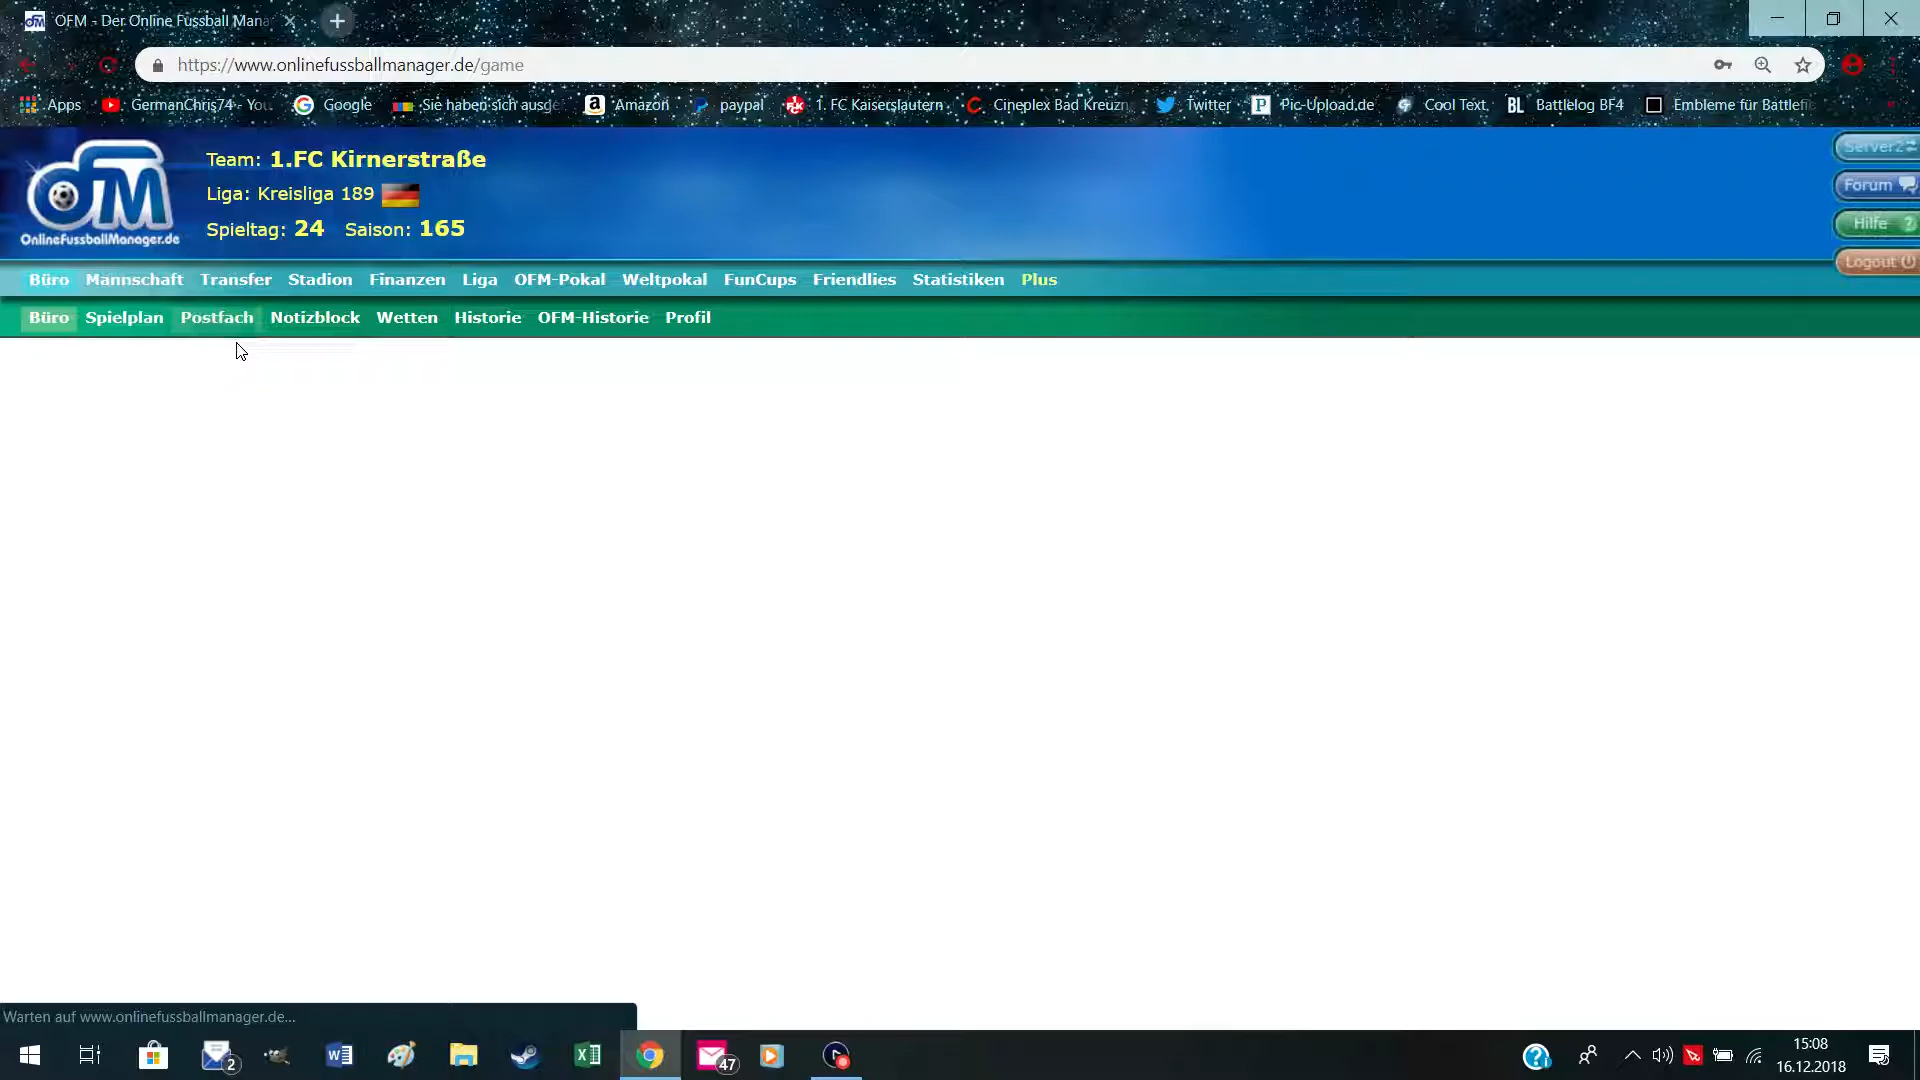 OFM - Der Online Fussball Mana
https://www.onlinefussballmanager.de/game
Apps GermanChris74 - You Google Sie haben sich ausge Amazon paypal 1. FC Kaiserslautern Cineplex Bad Kreuzn Twitter Pic-Upload.de Cool Text. BL Battlelog BF4 Embleme für Battlefie
OFM
OnlineFussballManager.de
Team: 1.FC Kirnerstraße
Liga: Kreisliga 189
Spieltag: 24 Saison: 165
Server2
Forum
Hilfe ?
Logout
Büro Mannschaft Transfer Stadion Finanzen Liga OFM-Pokal Weltpokal FunCups Friendlies Statistiken Plus
Büro Spielplan Postfach Notizblock Wetten Historie OFM-Historie Profil
Warten auf www.onlinefussballmanager.de...
2
47
15:08
16.12.2018